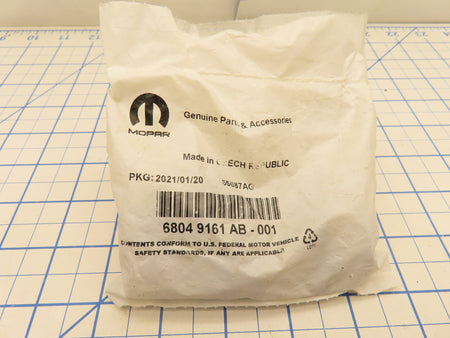 MOPAR
Genuine Parts & Accessories
Made in CZECH REPUBLIC
PKG: 2021/01/20
6804 9161 AB - 001
CONTENTS CONFORM TO U.S. FEDERAL MOTOR VEHICLE
SAFETY STANDARDS, IF ANY ARE APPLICABLE.